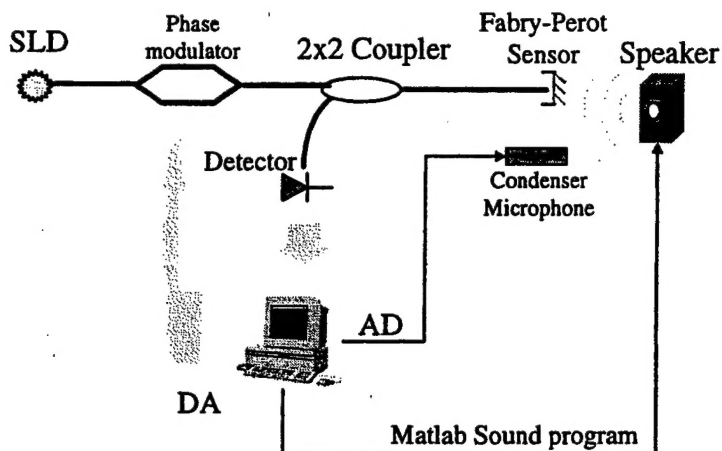 SLD
Phase
modulator
2x2 Coupler
Fabry-Perot
Sensor
Speaker
Detector
Condenser
Microphone
AD
DA
Matlab Sound program